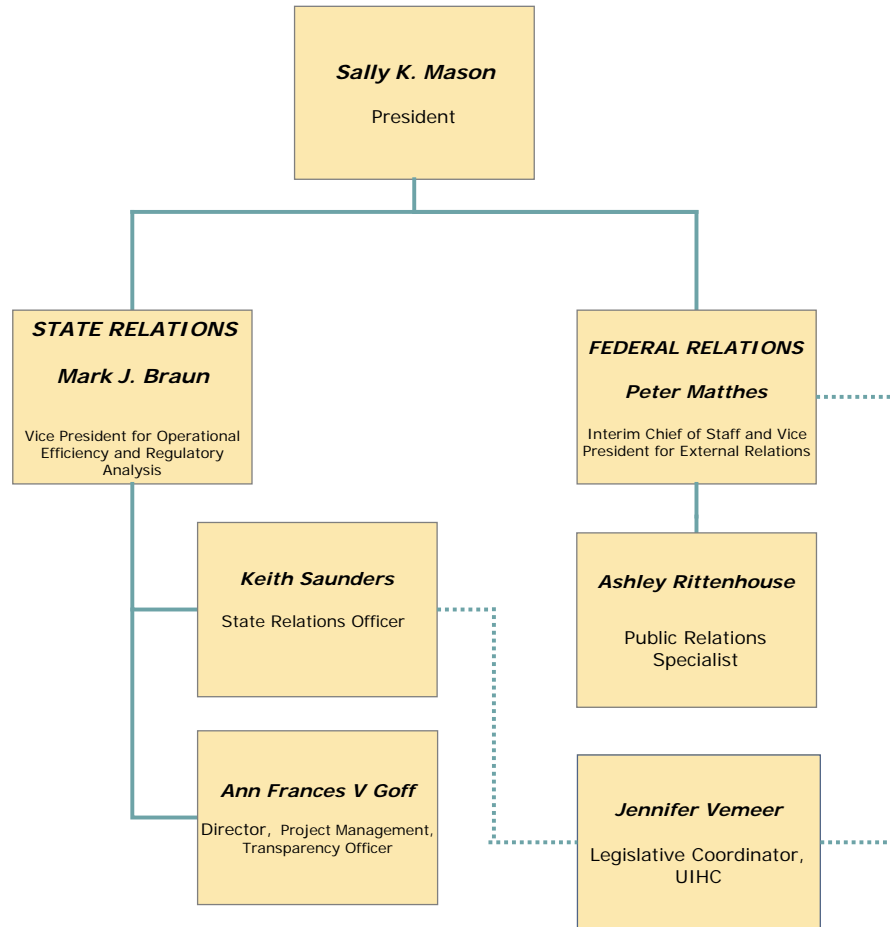 Sally K. Mason
President
STATE RELATIONS
Mark J. Braun
Vice President for Operational
Efficiency and Regulatory
Analysis
FEDERAL RELATIONS
Peter Matthes
Interim Chief of Staff and Vice
President for External Relations
Keith Saunders
State Relations Officer
Ashley Rittenhouse
Public Relations
Specialist
Ann Frances V Goff
Director, Project Management,
Transparency Officer
Jennifer Vemeer
Legislative Coordinator,
UIHC